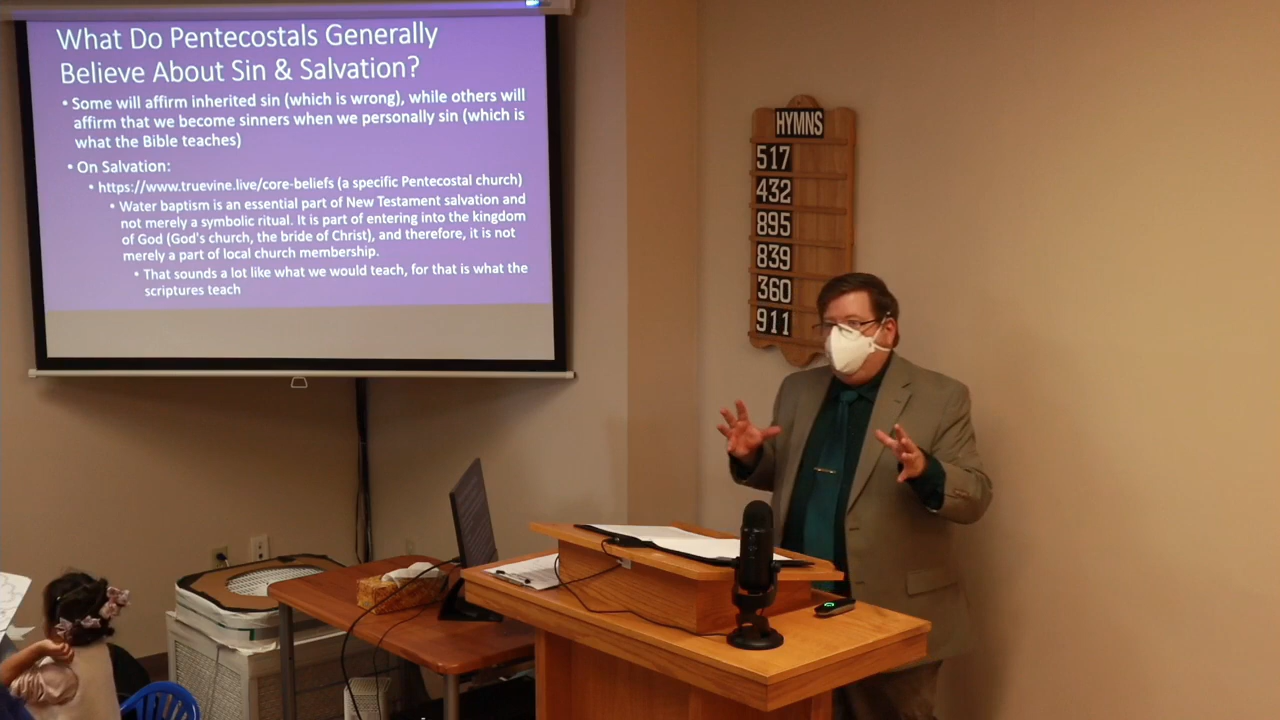 What Do Pentecostals Generally
Believe About Sin & Salvation?
• Some will affirm inherited sin (which is wrong), while others will
affirm that we become sinners when we personally sin (which is
what the Bible teaches)
• On Salvation:
• https://www.truevine.live/core-beliefs (a specific Pentecostal church)
• Water baptism is an essential part of New Testament salvation and
not merely a symbolic ritual. It is part of entering into the kingdom
of God (God's church, the bride of Christ), and therefore, it is not
merely a part of local church membership.
• That sounds a lot like what we would teach, for that is what the
scriptures teach
HYMNS
517
432
895
839
360
911